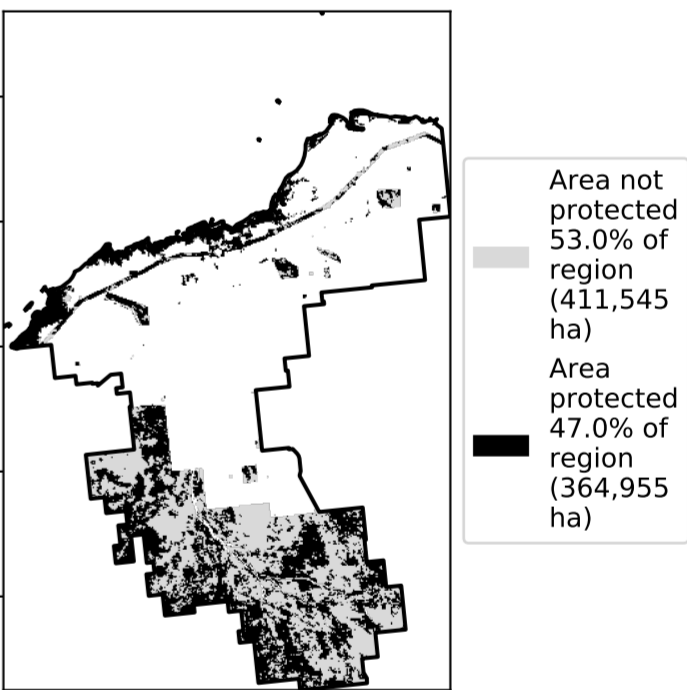 Area not
protected
53.0% of
region
(411,545
ha)
Area
protected
47.0% of
region
(364,955
ha)